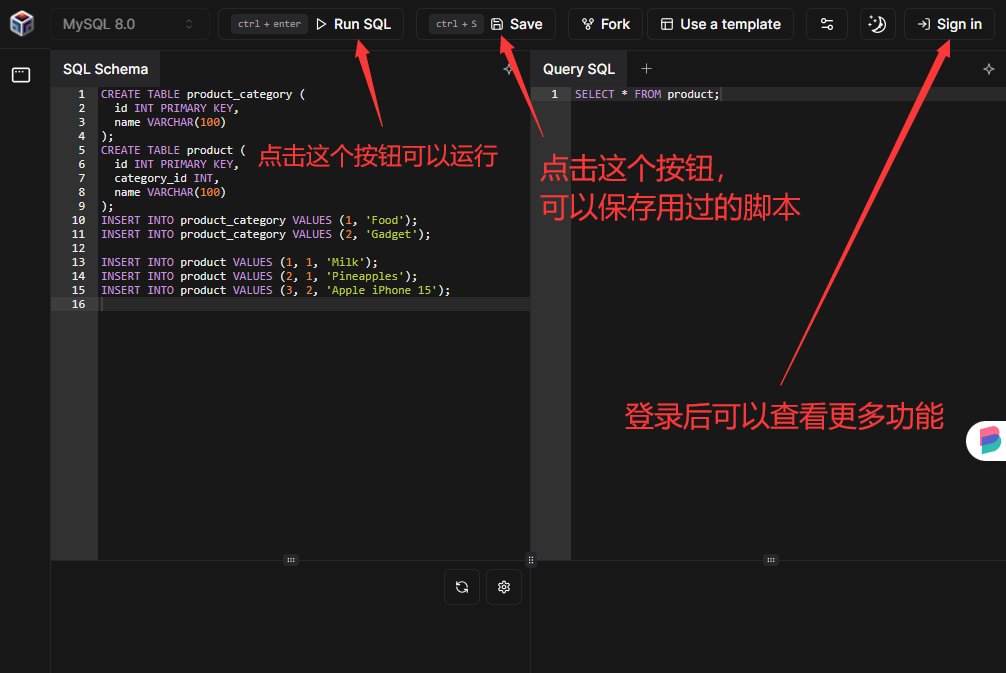 MySQL 8.0
ctrl + enter
Run SQL
ctrl + S
Save
Fork
Use a template
Sign in
SQL Schema
1 CREATE TABLE product_category (
2 id INT PRIMARY KEY,
3 name VARCHAR(100)
4 );
5 CREATE TABLE product (
6 id INT PRIMARY KEY,
7 category_id INT,
8 name VARCHAR(100)
9 );
10 INSERT INTO product_category VALUES (1, 'Food');
11 INSERT INTO product_category VALUES (2, 'Gadget');
12
13 INSERT INTO product VALUES (1, 1, 'Milk');
14 INSERT INTO product VALUES (2, 1, 'Pineapples');
15 INSERT INTO product VALUES (3, 2, 'Apple iPhone 15');
16
点击这个按钮可以运行
Query SQL
1 SELECT * FROM product;
点击这个按钮，
可以保存用过的脚本
登录后可以查看更多功能